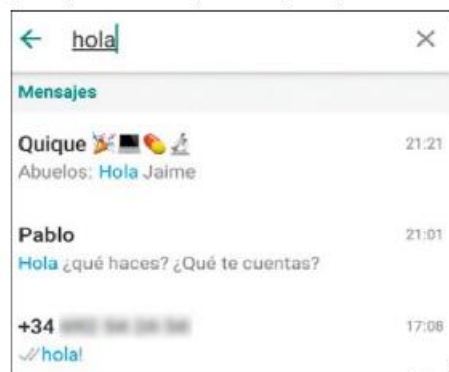 hola
Mensajes
Quique 🎉💻💊🔬 21:21
Abuelos: Hola Jaime
Pablo 21:01
Hola ¿qué haces? ¿Qué te cuentas?
+34 17:08
hola!